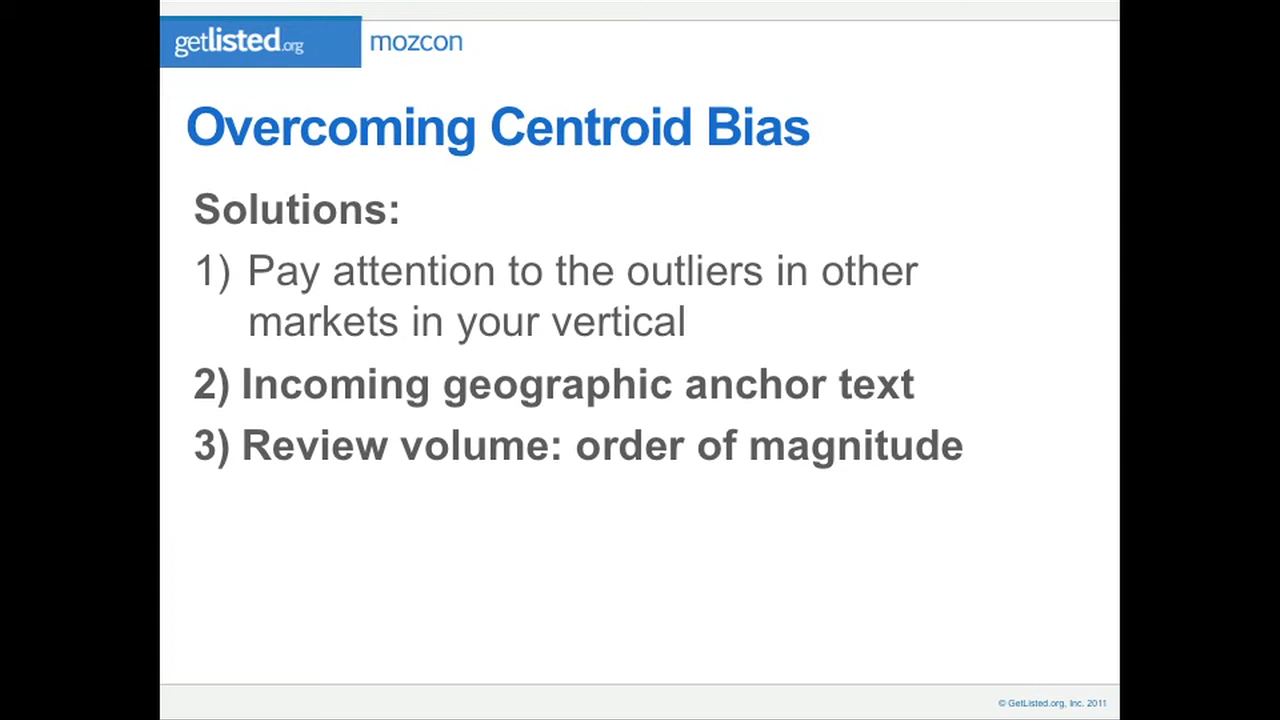 getlisted.org mozcon
Overcoming Centroid Bias
Solutions:
1) Pay attention to the outliers in other
markets in your vertical
2) Incoming geographic anchor text
3) Review volume: order of magnitude
© GetListed.org, Inc. 2011